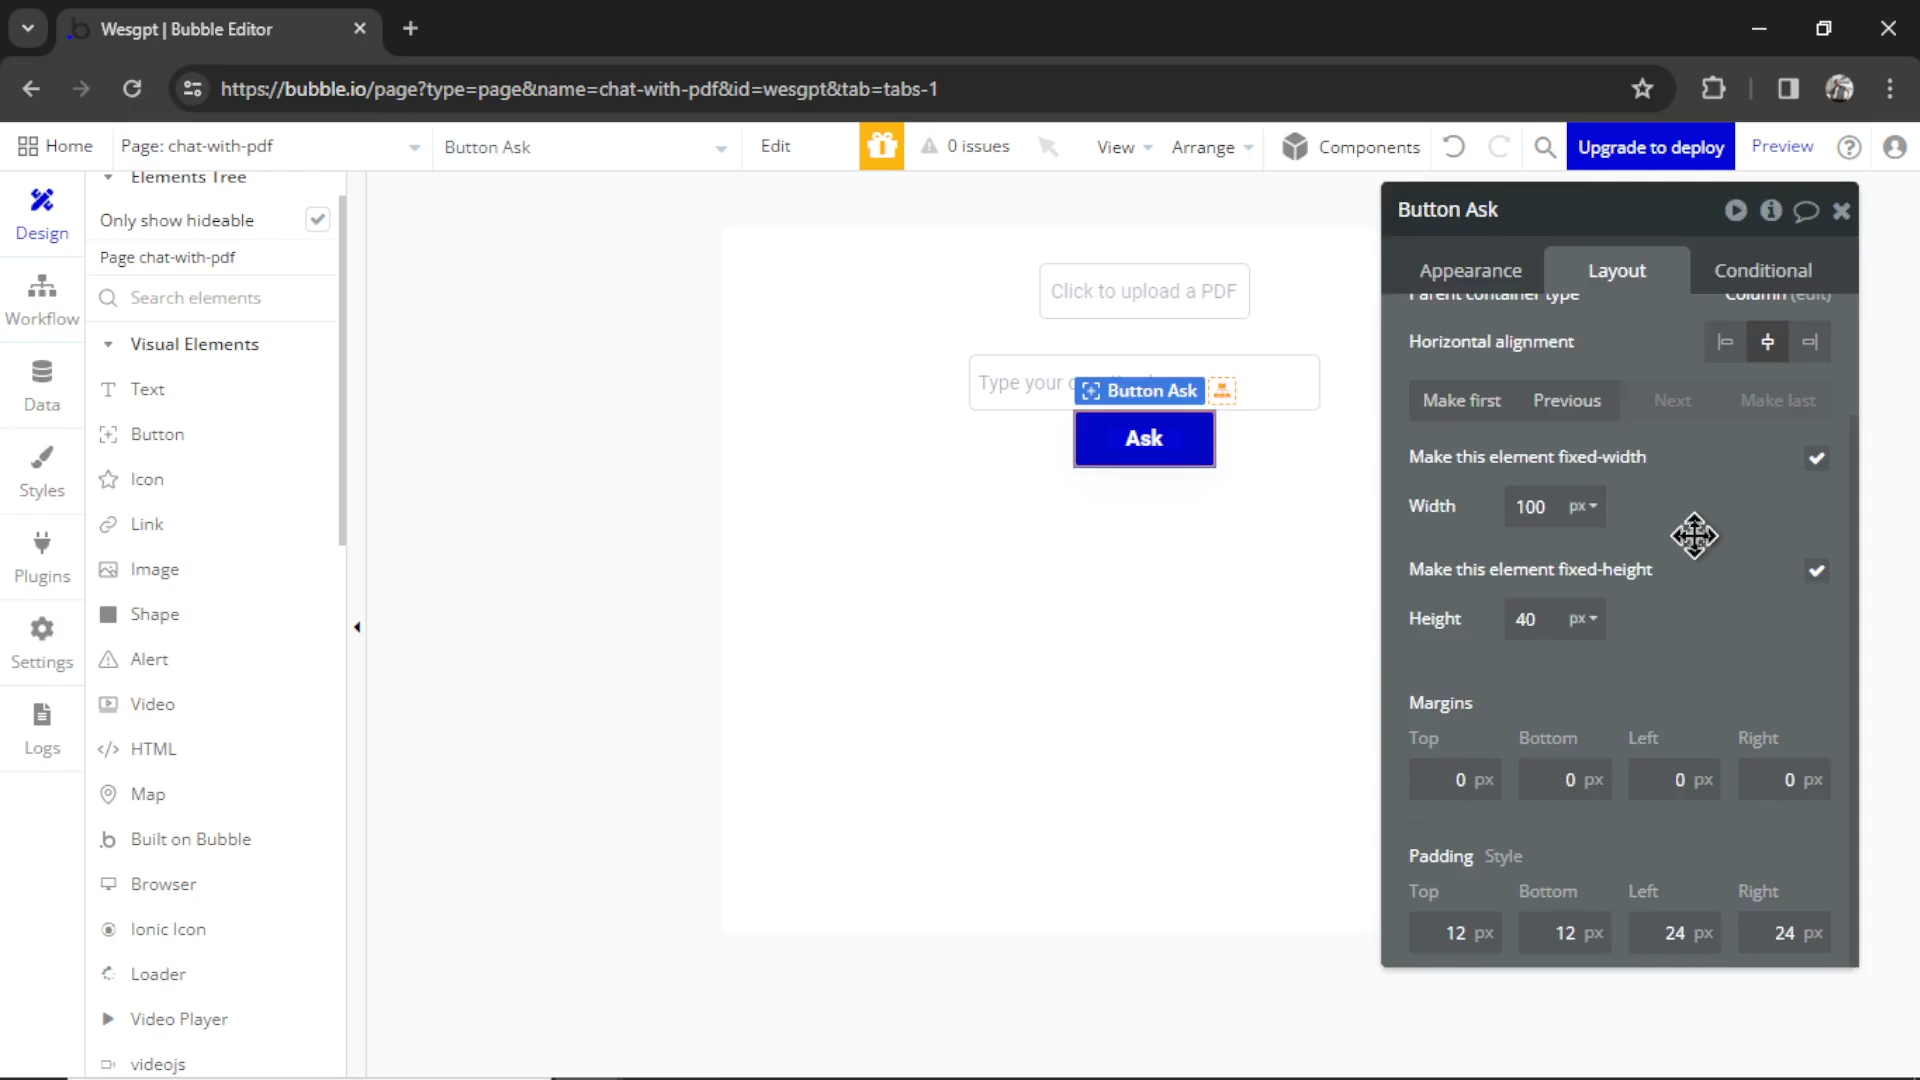 Wesgpt | Bubble Editor
https://bubble.io/page?type=page&name=chat-with-pdf&id=wesgpt&tab=tabs-1
Home
Page: chat-with-pdf
Button Ask
Edit
0 issues
View
Arrange
Components
Upgrade to deploy
Preview
Design
Workflow
Data
Styles
Plugins
Settings
Logs
Elements Tree
Only show hideable
Page chat-with-pdf
Search elements
Visual Elements
Text
Button
Icon
Link
Image
Shape
Alert
Video
HTML
Map
Built on Bubble
Browser
Ionic Icon
Loader
Video Player
videojs
Click to upload a PDF
Type your
Button Ask
Ask
Button Ask
Appearance
Layout
Conditional
Parent container type
Column (edit)
Horizontal alignment
Make first
Previous
Next
Make last
Make this element fixed-width
Width
100 px
Make this element fixed-height
Height
40 px
Margins
Top
Bottom
Left
Right
0 px
0 px
0 px
0 px
Padding Style
Top
Bottom
Left
Right
12 px
12 px
24 px
24 px